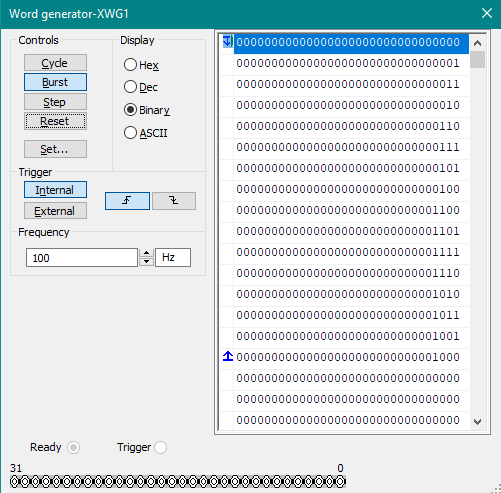 Word generator-XWG1
Controls
Cycle
Burst
Step
Reset
Set...
Display
Hex
Dec
Binary
ASCII
Trigger
Internal
External
Frequency
100
Hz
00000000000000000000000000000000
00000000000000000000000000000001
00000000000000000000000000000011
00000000000000000000000000000010
00000000000000000000000000000110
00000000000000000000000000000111
00000000000000000000000000000101
00000000000000000000000000000100
00000000000000000000000000001100
00000000000000000000000000001101
00000000000000000000000000001111
00000000000000000000000000001110
00000000000000000000000000001010
00000000000000000000000000001011
00000000000000000000000000001001
00000000000000000000000000001000
00000000000000000000000000000000
00000000000000000000000000000000
00000000000000000000000000000000
Ready
Trigger
31
0